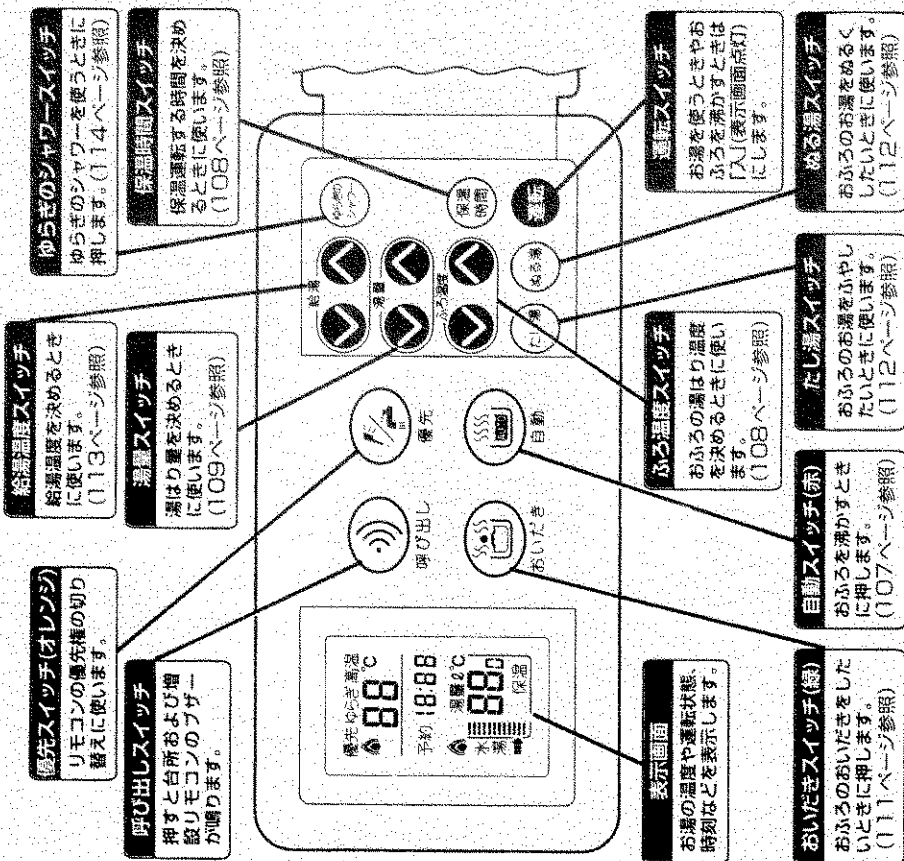 優先スイッチ(オレンジ)
リモコンの優先権の切り
替えに使います。
呼び出しスイッチ
押すと台所および増
設リモコンのブザー
が鳴ります。
給湯温度スイッチ
給湯温度を決めるとき
に使います。
(113ページ参照)
湯量スイッチ
湯はり量を決めるとき
に使います。
(109ページ参照)
ゆらぎのシャワースイッチ
ゆらぎのシャワーを使うときに
押します。(114ページ参照)
保温時間スイッチ
保温運転する時間を決め
るときに使います。
(108ページ参照)
優先 ゆらぎ 高温
88 ℃
予約 18:88
湯量 ℓ ℃
水 湯
880
保温
呼び出し
優先
おいだき
自動
給湯
湯量
ふろ温度
ゆらぎの
シャワー
保温
時間
運転
たし湯
ぬる湯
表示画面
お湯の温度や運転状態、
時刻などを表示します。
おいだきスイッチ(緑)
おふろのおいだきをした
いときに押します。
(111ページ参照)
自動スイッチ(赤)
おふろを沸かすとき
に押します。
(107ページ参照)
ふろ温度スイッチ
おふろの湯はり温度
を決めるときに使い
ます。
(108ページ参照)
たし湯スイッチ
おふろのお湯をふやし
たいときに使います。
(112ページ参照)
運転スイッチ
お湯を使うときやお
ふろを沸かすときは
「入」(表示画面点灯)
にします。
ぬる湯スイッチ
おふろのお湯をぬるく
したいときに使います。
(112ページ参照)